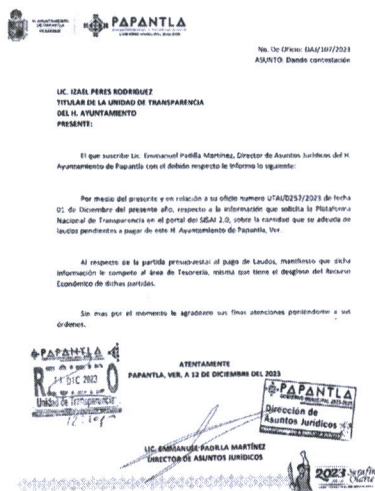 H. AYUNTAMIENTO
DE PAPANTLA
VERACRUZ
PAPANTLA
No. De Oficio: DAJ/107/2023
ASUNTO: Dando contestación
LIC. IZAEL PERES RODRIGUEZ
TITULAR DE LA UNIDAD DE TRANSPARENCIA
DEL H. AYUNTAMIENTO
PRESENTE:
El que suscribe Lic. Emmanuel Padilla Martínez, Director de Asuntos Jurídicos del H.
Ayuntamiento de Papantla con el debido respecto le informo lo siguiente:
Por medio del presente y en relación a su oficio numero UTAI/0257/2023 de fecha
01 de Diciembre del presente año, respecto a la información que solicita la Plataforma
Nacional de Transparencia en el portal del SISAI 2.0, sobre la cantidad que se adeuda de
laudos pendientes a pagar de este H. Ayuntamiento de Papantla, Ver.
Al respecto de la partida presupuestal al pago de Laudos, manifiesto que dicha
información le compete al área de Tesorería, misma que tiene el desglose del Recurso
Económico de dichas partidas.
Sin mas por el momento le agradezco sus finas atenciones poniéndome a sus
órdenes.
ATENTAMENTE
PAPANTLA, VER. A 12 DE DICIEMBRE DEL 2023
PAPANTLA
DIC 2023
Unidad de Transparencia
PAPANTLA
Dirección de
Asuntos Jurídicos
LIC. EMMANUEL PADILLA MARTÍNEZ
DIRECTOR DE ASUNTOS JURIDICOS
2023